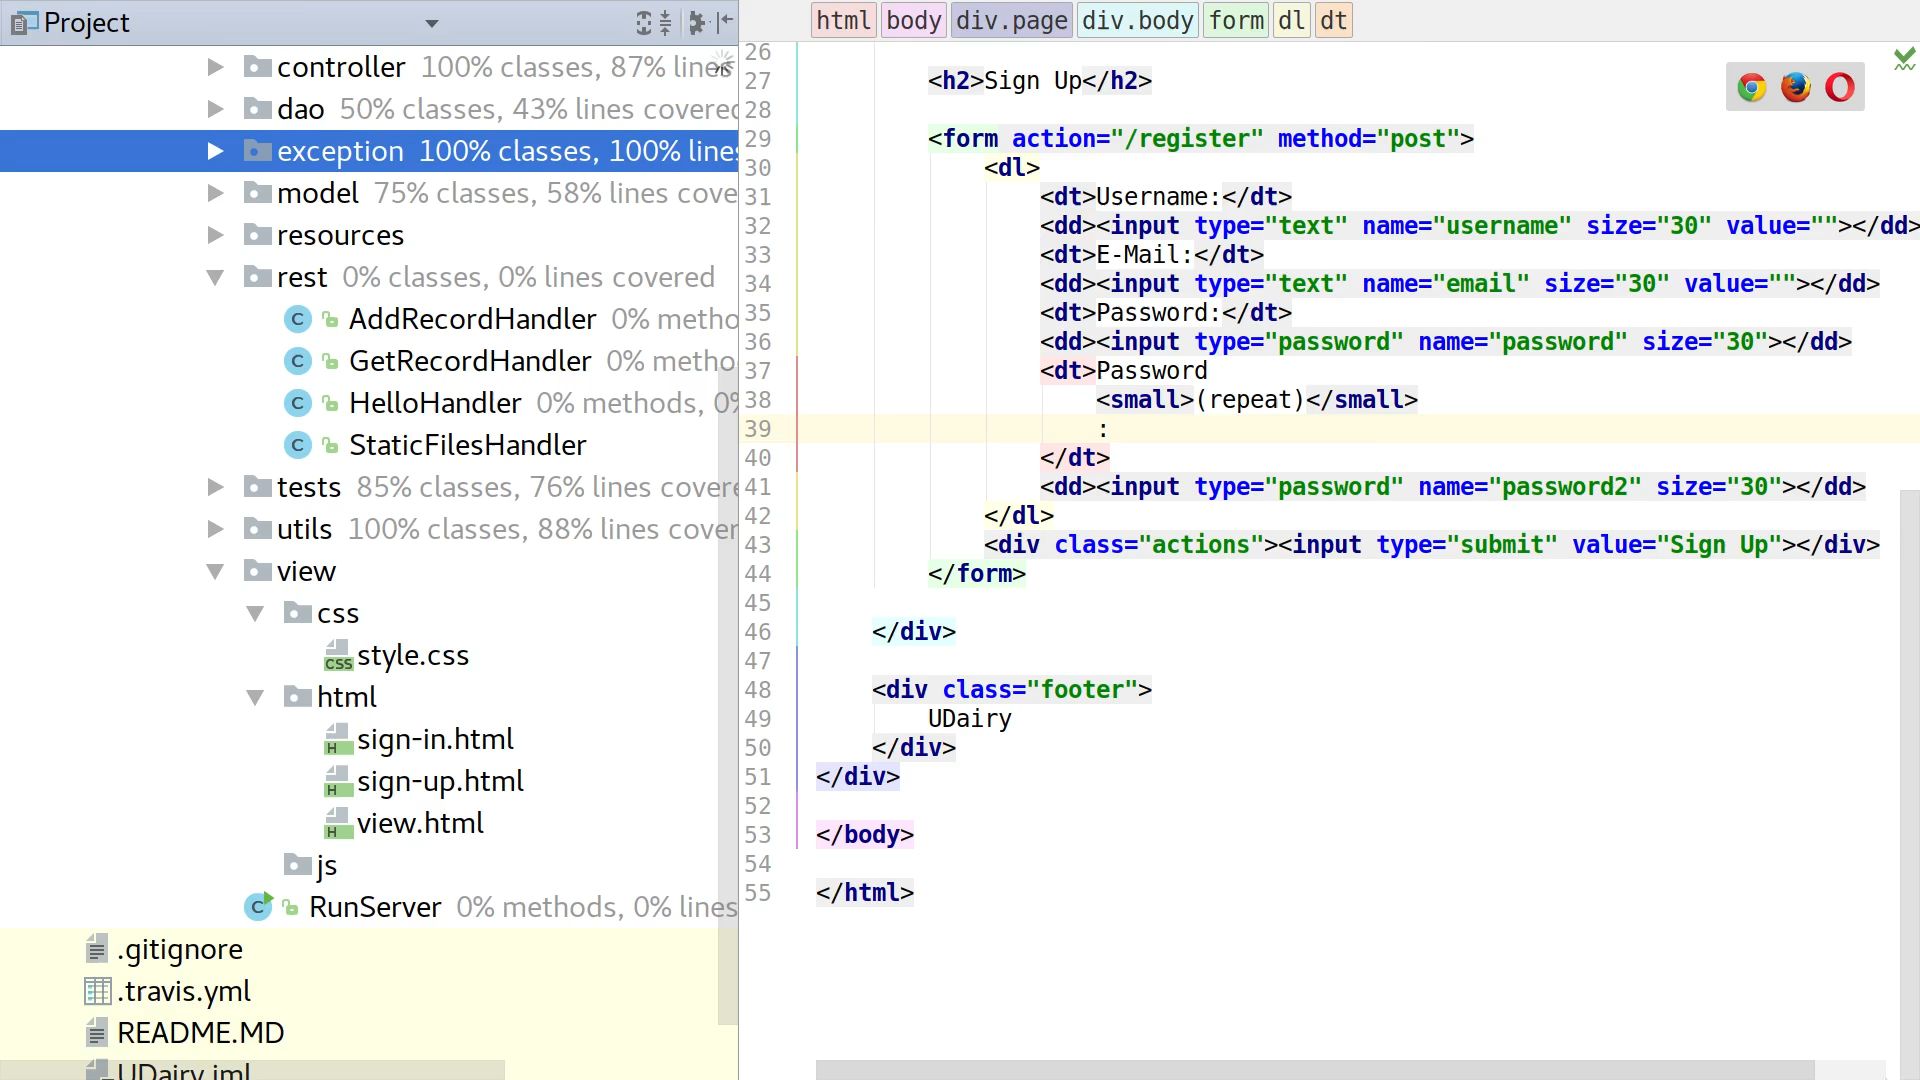 Project
controller 100% classes, 87% lines
dao 50% classes, 43% lines covered
exception 100% classes, 100% lines
model 75% classes, 58% lines cove
resources
rest 0% classes, 0% lines covered
C AddRecordHandler 0% metho
C GetRecordHandler 0% metho
C HelloHandler 0% methods, 0%
C StaticFilesHandler
tests 85% classes, 76% lines covere
utils 100% classes, 88% lines cover
view
css
CSS style.css
html
H sign-in.html
H sign-up.html
H view.html
js
C RunServer 0% methods, 0% lines
.gitignore
.travis.yml
README.MD
UDairy.iml
html body div.page div.body form dl dt
26
27 <h2>Sign Up</h2>
28
29 <form action="/register" method="post">
30 <dl>
31 <dt>Username:</dt>
32 <dd><input type="text" name="username" size="30" value=""></dd>
33 <dt>E-Mail:</dt>
34 <dd><input type="text" name="email" size="30" value=""></dd>
35 <dt>Password:</dt>
36 <dd><input type="password" name="password" size="30"></dd>
37 <dt>Password
38 <small>(repeat)</small>
39 :
40 </dt>
41 <dd><input type="password" name="password2" size="30"></dd>
42 </dl>
43 <div class="actions"><input type="submit" value="Sign Up"></div>
44 </form>
45
46 </div>
47
48 <div class="footer">
49 UDairy
50 </div>
51 </div>
52
53 </body>
54
55 </html>